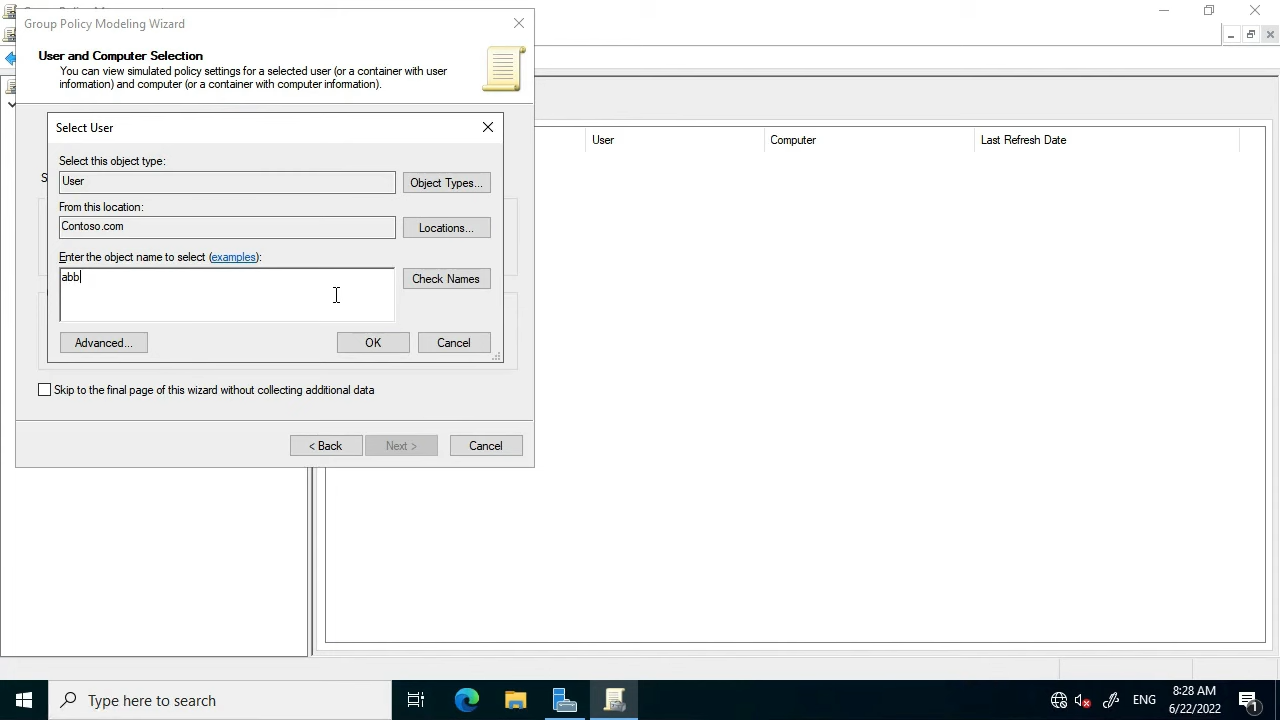 Group Policy Modeling Wizard
User and Computer Selection
You can view simulated policy settings for a selected user (or a container with user
information) and computer (or a container with computer information).
Select User
Select this object type:
User
Object Types...
From this location:
Contoso.com
Locations...
Enter the object name to select (examples):
abb
Check Names
Advanced...
OK
Cancel
Skip to the final page of this wizard without collecting additional data
< Back
Next >
Cancel
User
Computer
Last Refresh Date
Type here to search
ENG
8:28 AM
6/22/2022
1